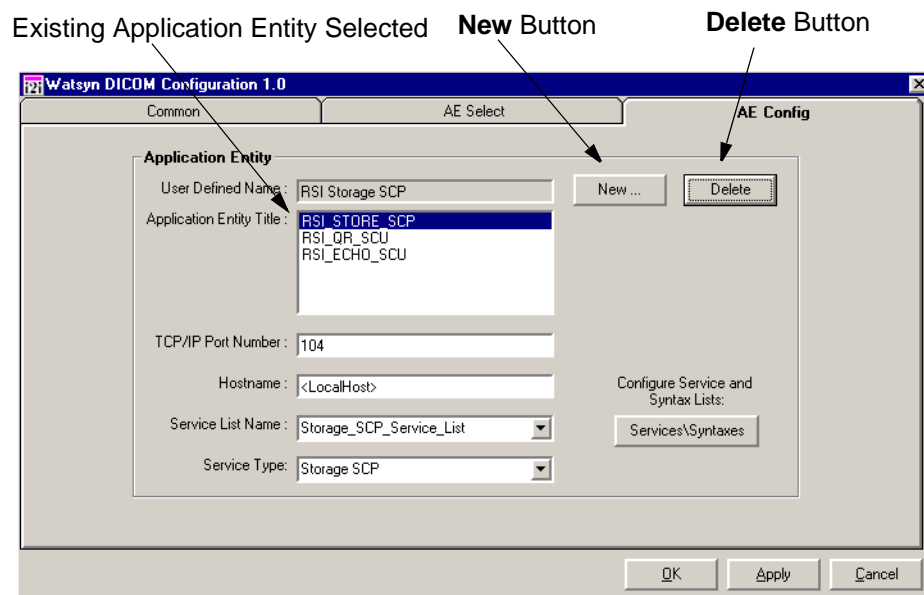 Existing Application Entity Selected
New Button
Delete Button
i2i Watsyn DICOM Configuration 1.0
Common
AE Select
AE Config
Application Entity
User Defined Name : RSI Storage SCP
New ...
Delete
Application Entity Title : RSI_STORE_SCP
RSI_QR_SCU
RSI_ECHO_SCU
TCP/IP Port Number : 104
Hostname : <LocalHost>
Configure Service and
Syntax Lists:
Service List Name : Storage_SCP_Service_List
Services\Syntaxes
Service Type: Storage SCP
OK
Apply
Cancel